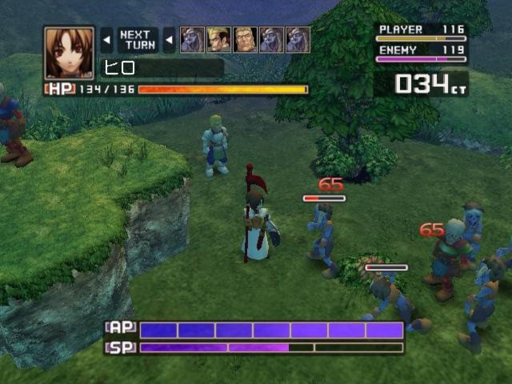 NEXT
TURN
ヒロ
HP 134/136
PLAYER 116
ENEMY 119
034CT
65
65
AP
SP